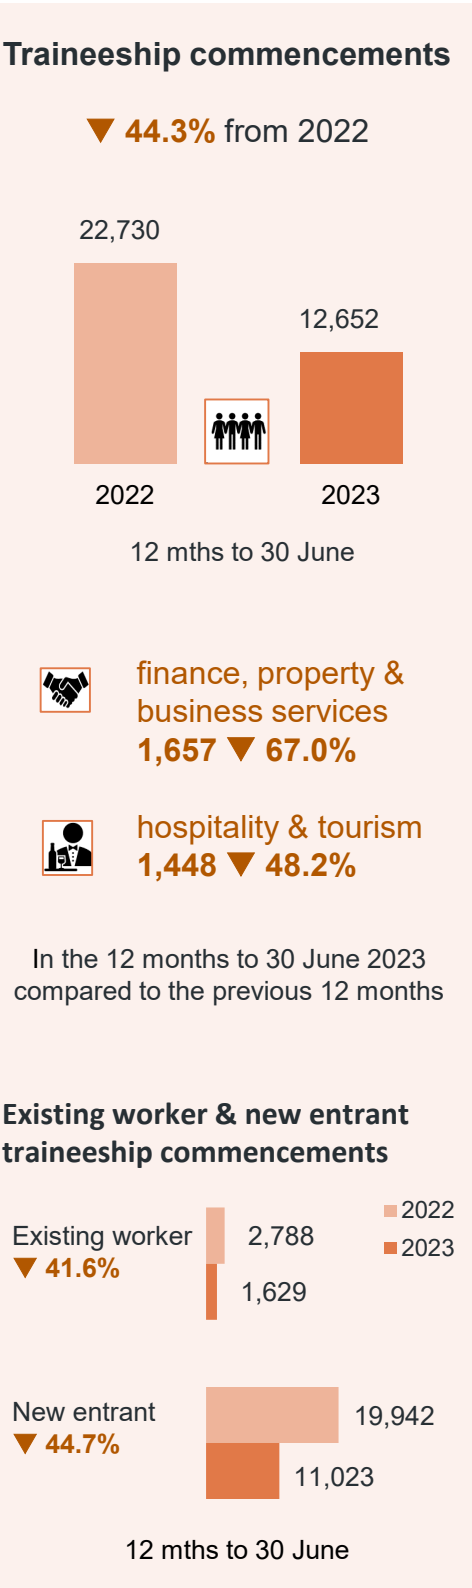 Traineeship commencements
▼ 44.3% from 2022
22,730
12,652
2022
2023
12 mths to 30 June
finance, property &
business services
1,657 ▼ 67.0%
hospitality & tourism
1,448 ▼ 48.2%
In the 12 months to 30 June 2023
compared to the previous 12 months
Existing worker & new entrant
traineeship commencements
2022
2023
Existing worker
▼ 41.6%
2,788
1,629
New entrant
▼ 44.7%
19,942
11,023
12 mths to 30 June